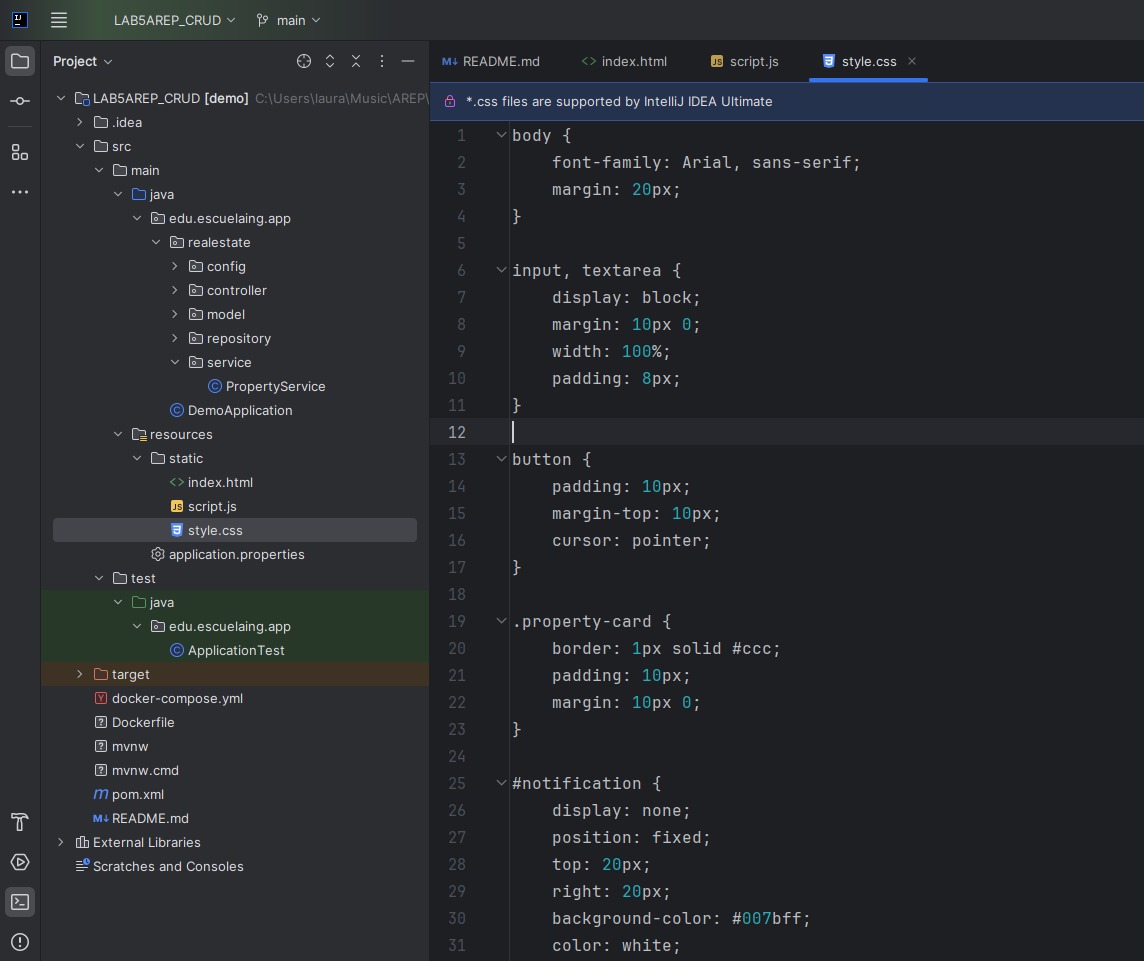 LAB5AREP_CRUD main
Project
LAB5AREP_CRUD [demo] C:\Users\laura\Music\AREP\
.idea
src
main
java
edu.escuelaing.app
realestate
config
controller
model
repository
service
PropertyService
DemoApplication
resources
static
index.html
script.js
style.css
application.properties
test
java
edu.escuelaing.app
ApplicationTest
target
docker-compose.yml
Dockerfile
mvnw
mvnw.cmd
pom.xml
README.md
External Libraries
Scratches and Consoles
README.md index.html script.js style.css
*.css files are supported by IntelliJ IDEA Ultimate
1 body {
2 font-family: Arial, sans-serif;
3 margin: 20px;
4 }
5
6 input, textarea {
7 display: block;
8 margin: 10px 0;
9 width: 100%;
10 padding: 8px;
11 }
12
13 button {
14 padding: 10px;
15 margin-top: 10px;
16 cursor: pointer;
17 }
18
19 .property-card {
20 border: 1px solid #ccc;
21 padding: 10px;
22 margin: 10px 0;
23 }
24
25 #notification {
26 display: none;
27 position: fixed;
28 top: 20px;
29 right: 20px;
30 background-color: #007bff;
31 color: white;